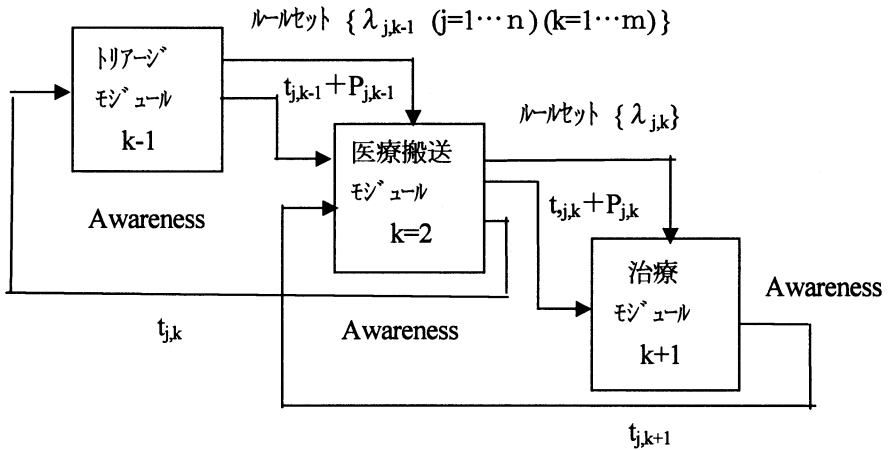 ルールセット { λj,k-1 (j=1…n)(k=1…m)}
トリアージ
モジュール
k-1
tj,k-1+Pj,k-1
ルールセット { λj,k}
医療搬送
モジュール
k=2
t,j,k+Pj,k
Awareness
治療
モジュール
k+1
Awareness
tj,k
Awareness
tj,k+1